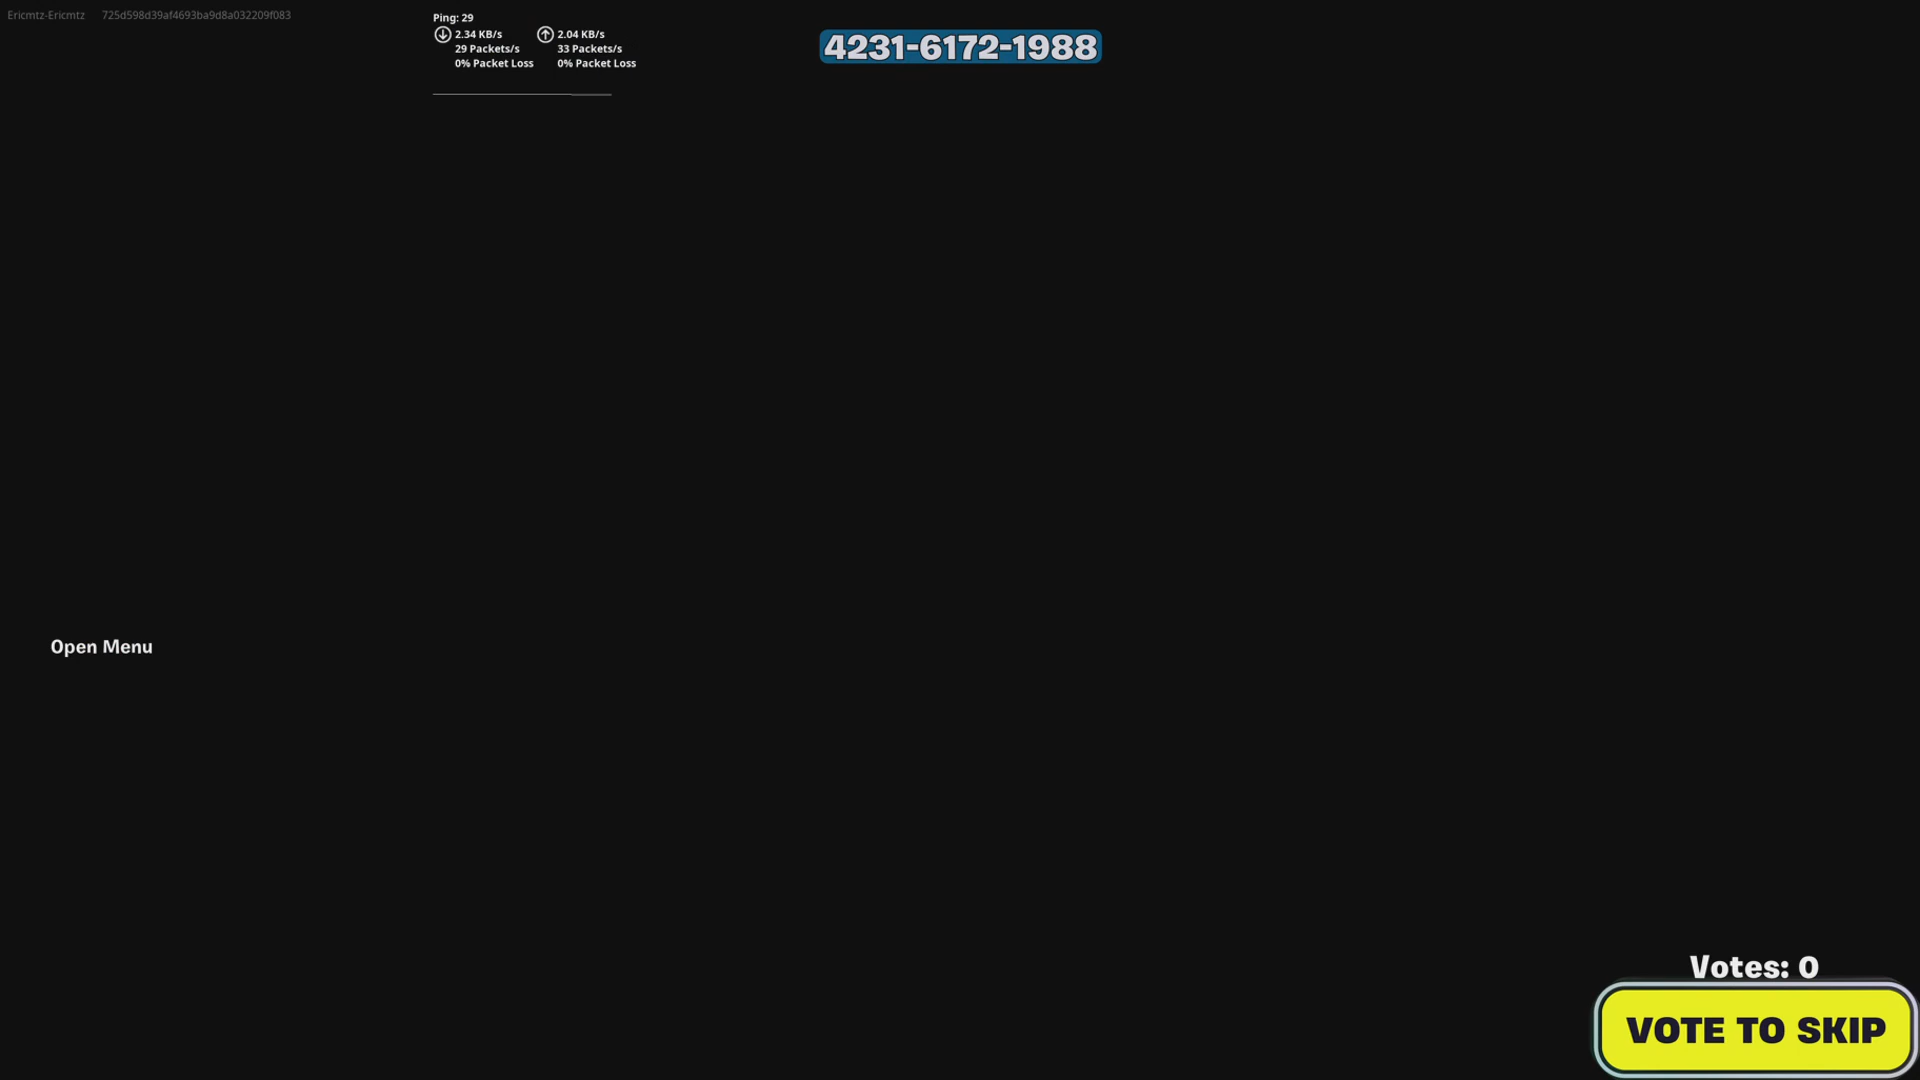 Ericmtz-Ericmtz 725d598d39af4693ba9d8a032209f083
Ping: 29
2.34 KB/s 2.04 KB/s
29 Packets/s 33 Packets/s
0% Packet Loss 0% Packet Loss
4231-6172-1988
Open Menu
Votes: 0
VOTE TO SKIP